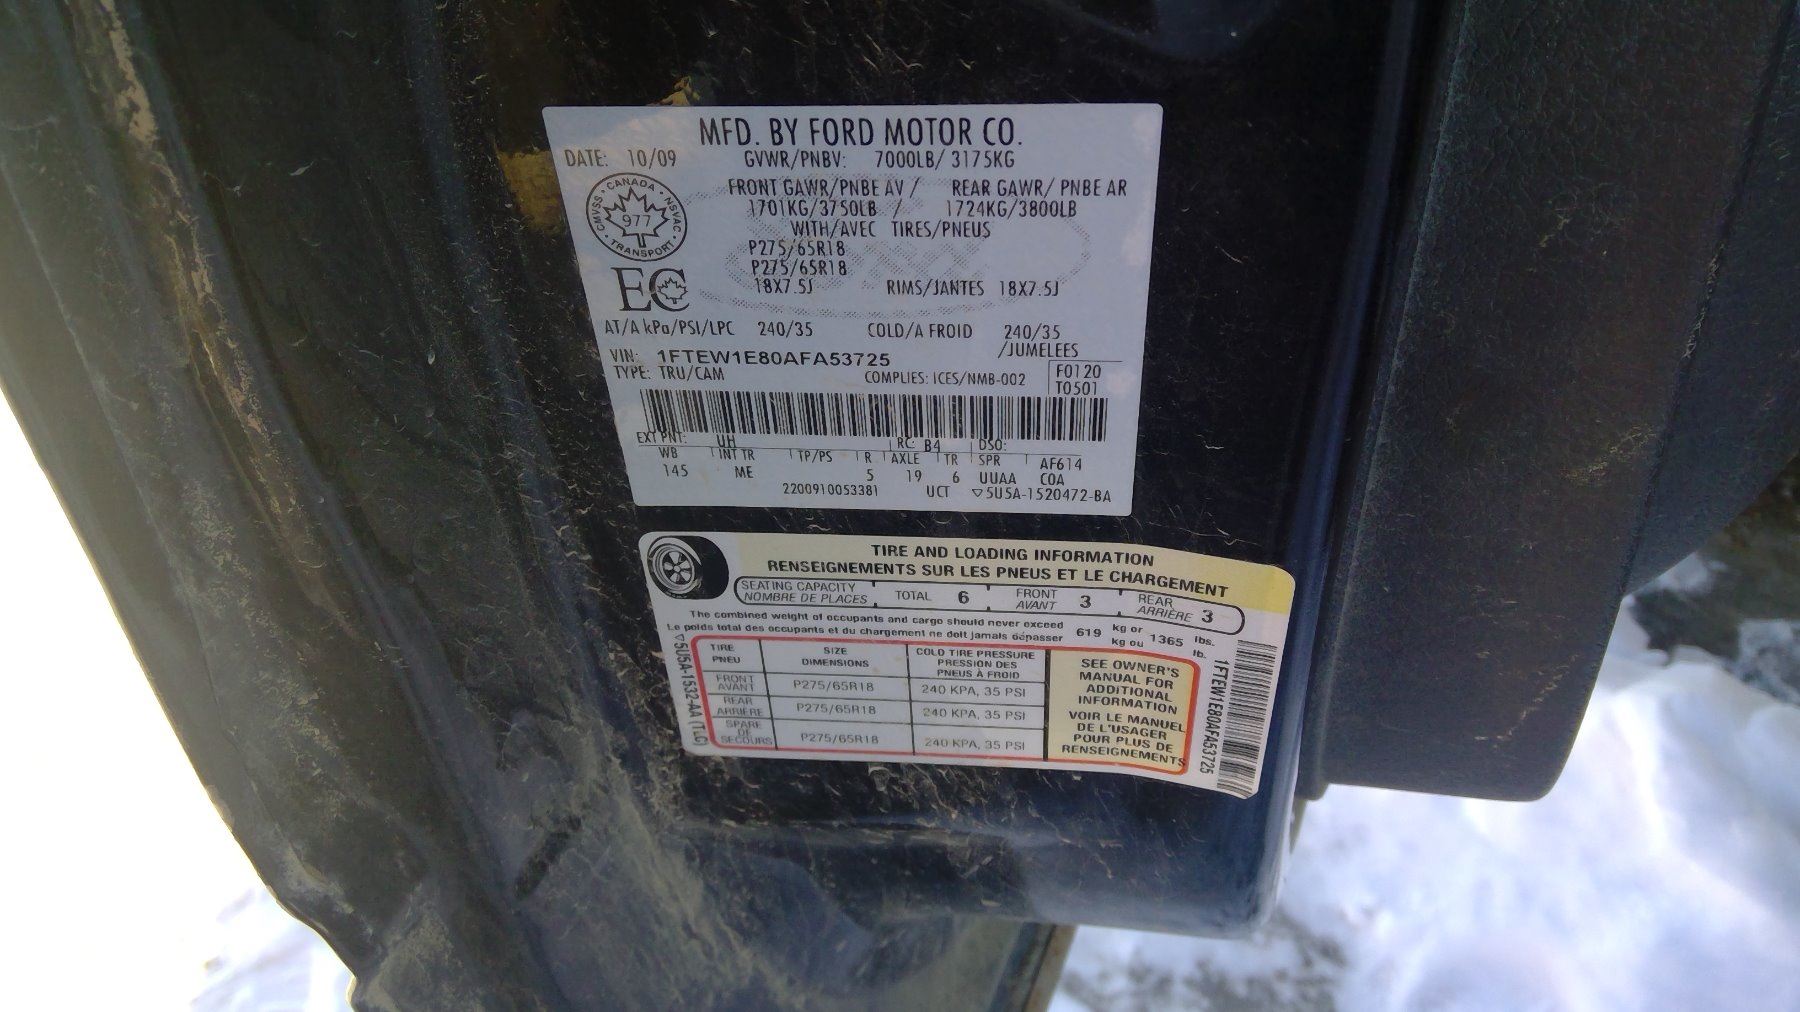 MFD. BY FORD MOTOR CO.
DATE: 10/09 GVWR/PNBV: 7000LB/ 3175KG
FRONT GAWR/PNBE AV / REAR GAWR/ PNBE AR
1701KG/3750LB / 1724KG/3800LB
WITH/AVEC TIRES/PNEUS
CANADA
CMVSS NSVAC
977
TRANSPORT
P275/65R18
P275/65R18
EC
18X7.5J RIMS/JANTES 18X7.5J
AT/A kPa/PSI/LPC 240/35 COLD/A FROID 240/35
/JUMELEES
VIN: 1FTEW1E80AFA53725
TYPE: TRU/CAM COMPLIES: ICES/NMB-002
F0120
T0501
EXT PNT: UH RC: B4 DSO:
WB INT TR TP/PS R AXLE TR SPR AF614
145 ME 5 19 6 UUAA COA
2200910053381 UCT ▽5U5A-1520472-BA
TIRE AND LOADING INFORMATION
RENSEIGNEMENTS SUR LES PNEUS ET LE CHARGEMENT
SEATING CAPACITY TOTAL 6 FRONT 3 REAR 3
NOMBRE DE PLACES AVANT ARRIÈRE
The combined weight of occupants and cargo should never exceed 619 kg or 1365 lbs.
Le poids total des occupants et du chargement ne doit jamais dépasser kg ou lb.
TIRE SIZE COLD TIRE PRESSURE
PNEU DIMENSIONS PRESSION DES
PNEUS À FROID
FRONT
AVANT P275/65R18 240 KPA, 35 PSI
REAR
ARRIÈRE P275/65R18 240 KPA, 35 PSI
SPARE
DE
SECOURS P275/65R18 240 KPA, 35 PSI
SEE OWNER'S
MANUAL FOR
ADDITIONAL
INFORMATION
VOIR LE MANUEL
DE L'USAGER
POUR PLUS DE
RENSEIGNEMENTS
▽5U5A-1532-AA (TLC)
1FTEW1E80AFA53725